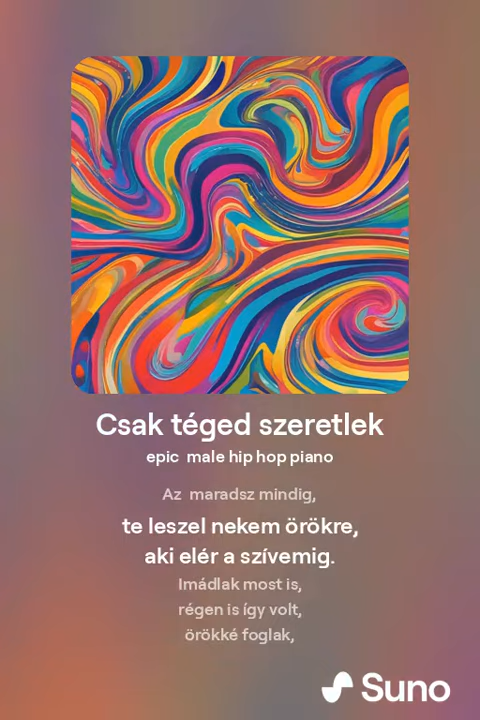 Csak téged szeretlek
epic male hip hop piano
Az maradsz mindig,
te leszel nekem örökre,
aki elér a szívemig.
Imádlak most is,
régen is így volt,
örökké foglak,
Suno